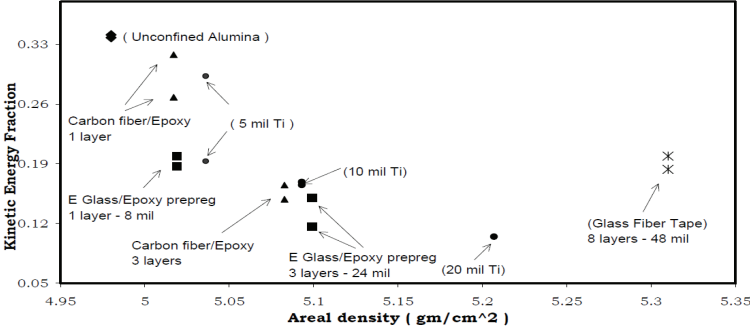 Kinetic Energy Fraction
0.33
0.26
0.19
0.12
0.05
( Unconfined Alumina )
Carbon fiber/Epoxy
1 layer
( 5 mil Ti )
E Glass/Epoxy prepreg
1 layer - 8 mil
(10 mil Ti)
Carbon fiber/Epoxy
3 layers
E Glass/Epoxy prepreg
3 layers - 24 mil
(20 mil Ti)
(Glass Fiber Tape)
8 layers - 48 mil
4.95 5 5.05 5.1 5.15 5.2 5.25 5.3 5.35
Areal density ( gm/cm^2 )